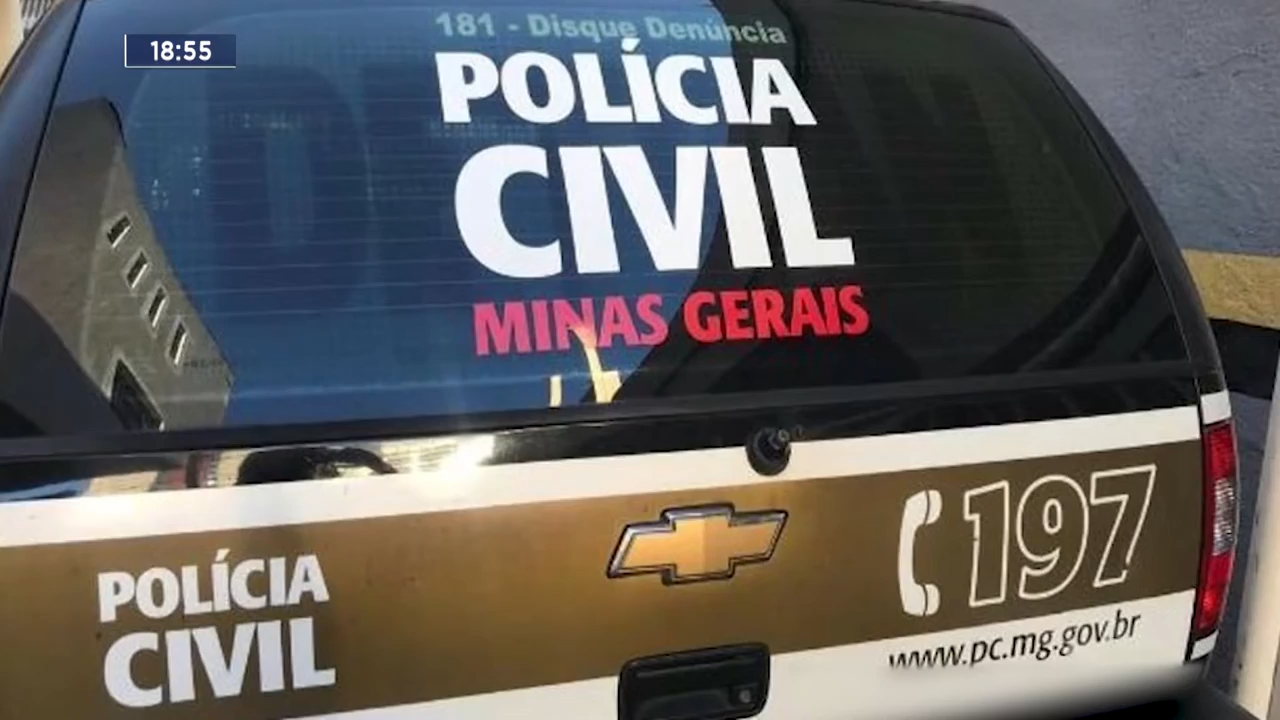 18:55
181 - Disque Denúncia
POLÍCIA
CIVIL
MINAS GERAIS
197
POLÍCIA
CIVIL
www.pc.mg.gov.br